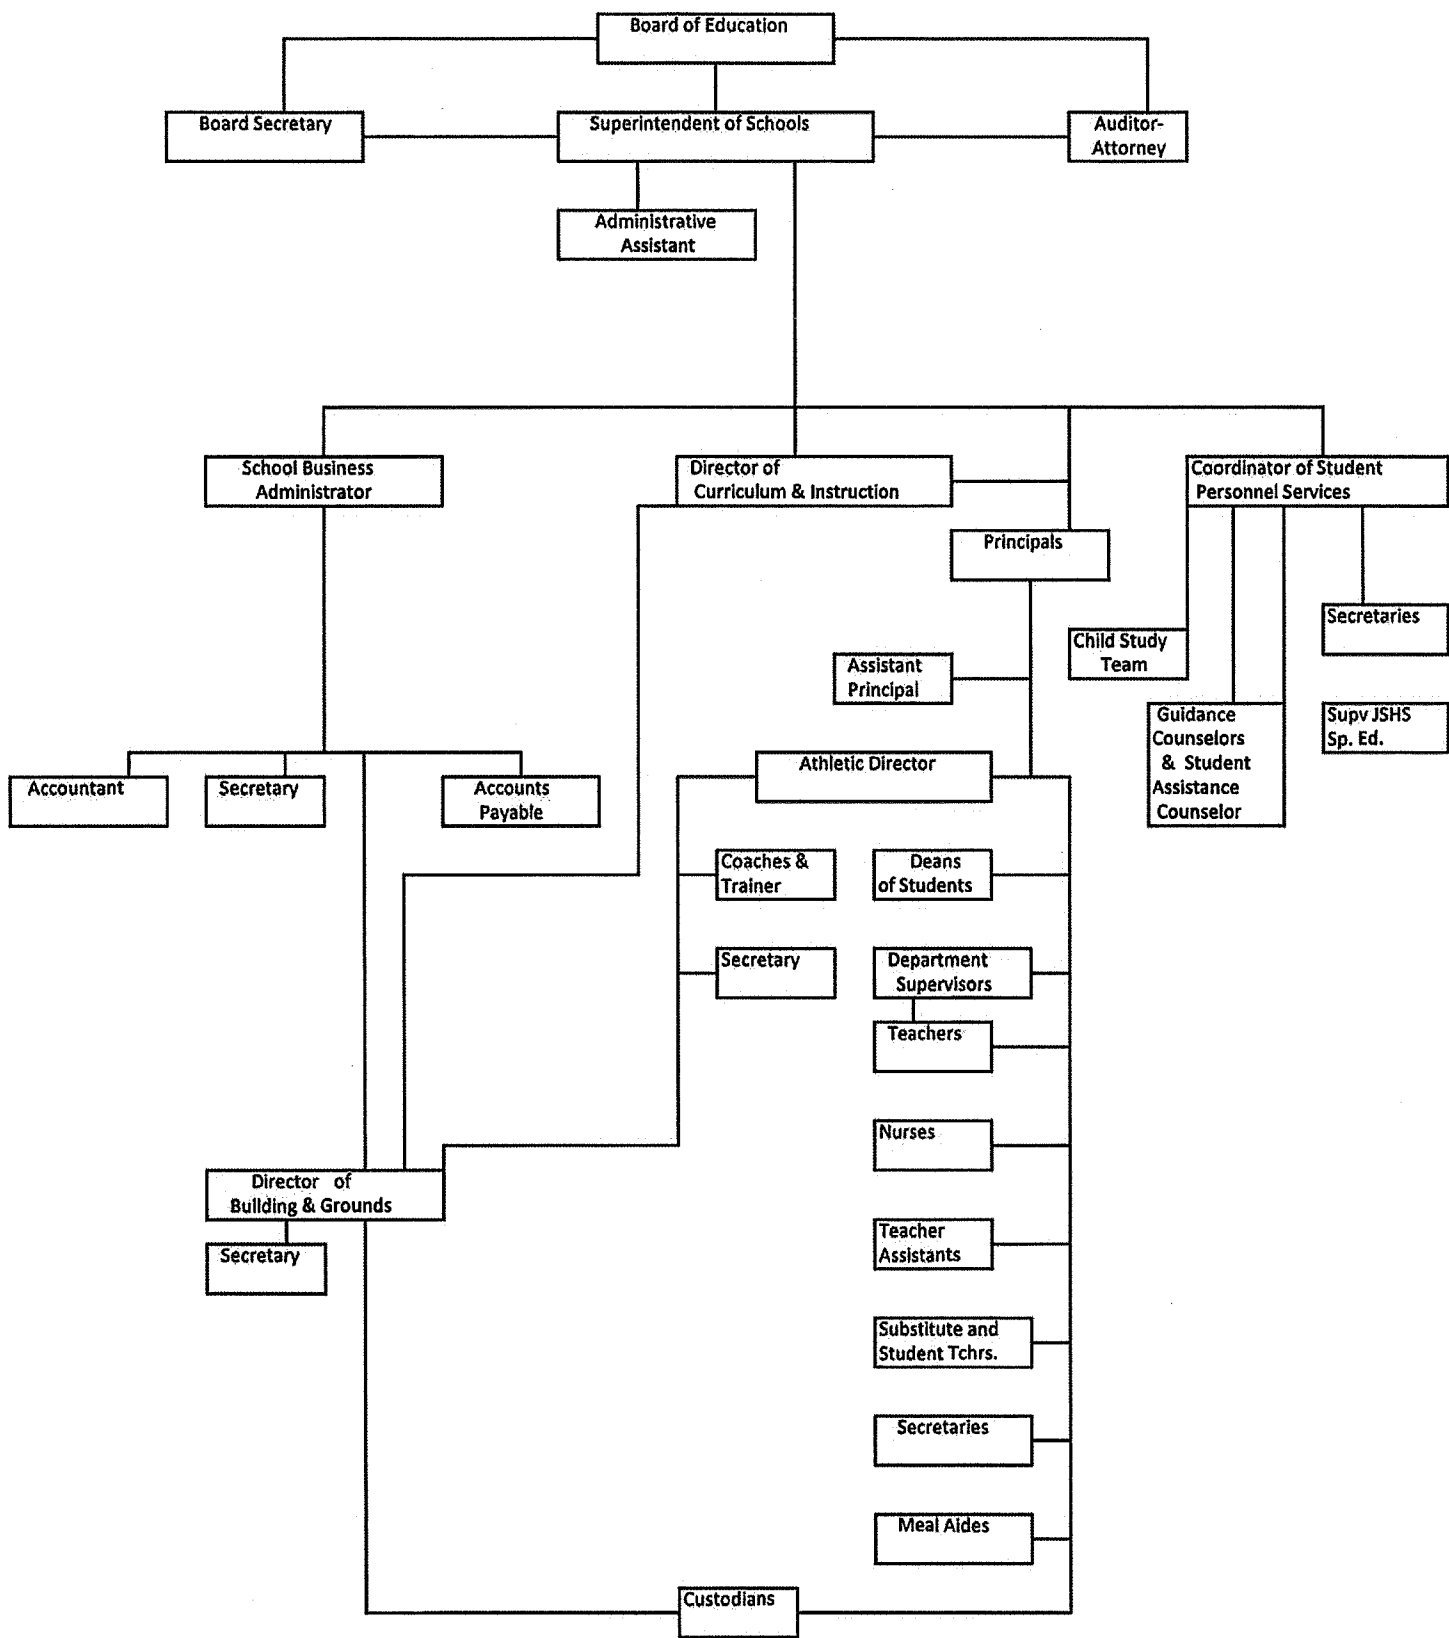 Board of Education
Board Secretary
Superintendent of Schools
Auditor-
Attorney
Administrative
Assistant
School Business
Administrator
Director of
Curriculum & Instruction
Coordinator of Student
Personnel Services
Principals
Secretaries
Child Study
Team
Assistant
Principal
Guidance
Counselors
& Student
Assistance
Counselor
Supv JSHS
Sp. Ed.
Athletic Director
Accountant
Secretary
Accounts
Payable
Coaches &
Trainer
Deans
of Students
Secretary
Department
Supervisors
Teachers
Nurses
Director of
Building & Grounds
Secretary
Teacher
Assistants
Substitute and
Student Tchrs.
Secretaries
Meal Aides
Custodians